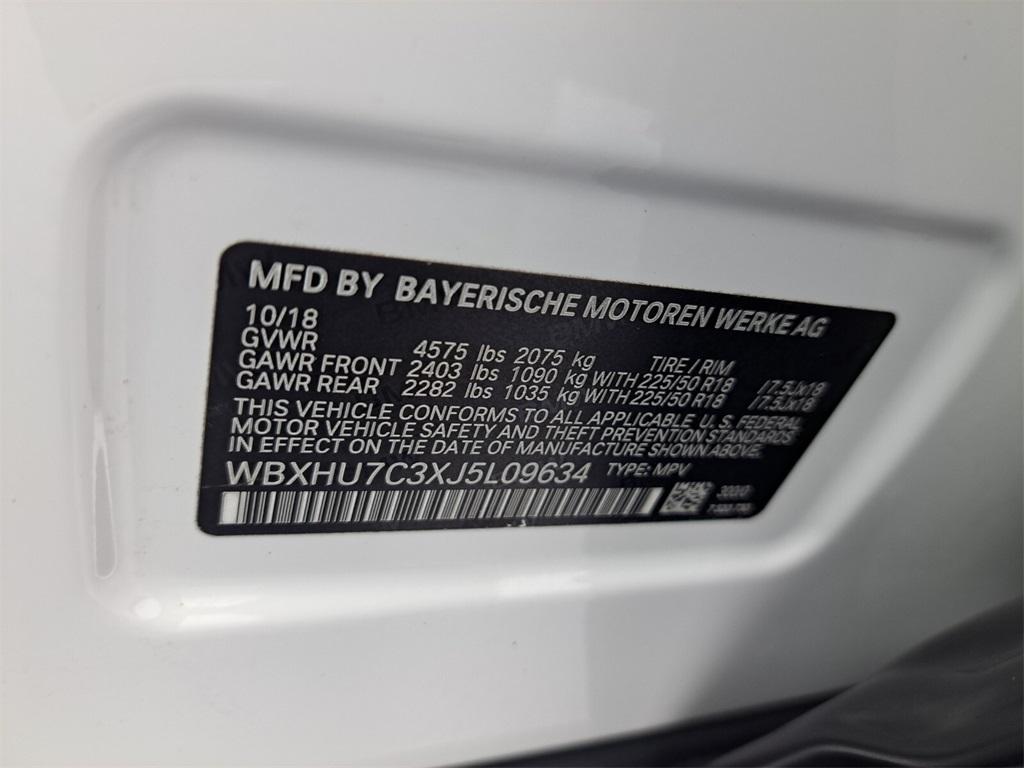 MFD BY BAYERISCHE MOTOREN WERKE AG
10/18
GVWR 4575 lbs 2075 kg TIRE / RIM
GAWR FRONT 2403 lbs 1090 kg WITH 225/50 R18 / 7.5Jx18
GAWR REAR 2282 lbs 1035 kg WITH 225/50 R18 / 7.5Jx18
THIS VEHICLE CONFORMS TO ALL APPLICABLE U. S. FEDERAL
MOTOR VEHICLE SAFETY AND THEFT PREVENTION STANDARDS
IN EFFECT ON THE DATE OF MANUFACTURE SHOWN ABOVE.
WBXHU7C3XJ5L09634 TYPE: MPV